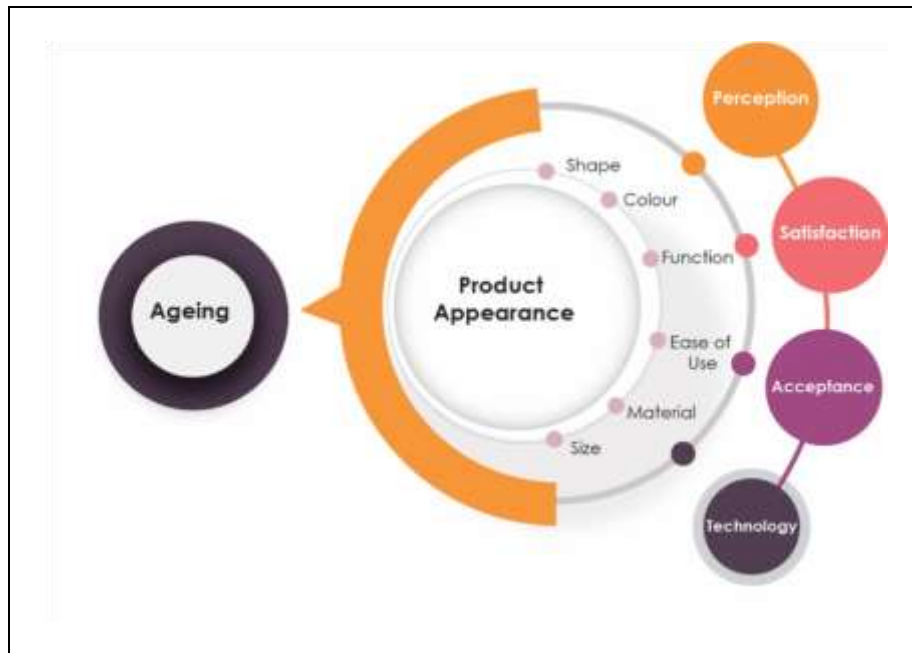 Perception
Shape
Colour
Satisfaction
Function
Product
Appearance
Ageing
Ease of
Use
Acceptance
Material
Size
Technology